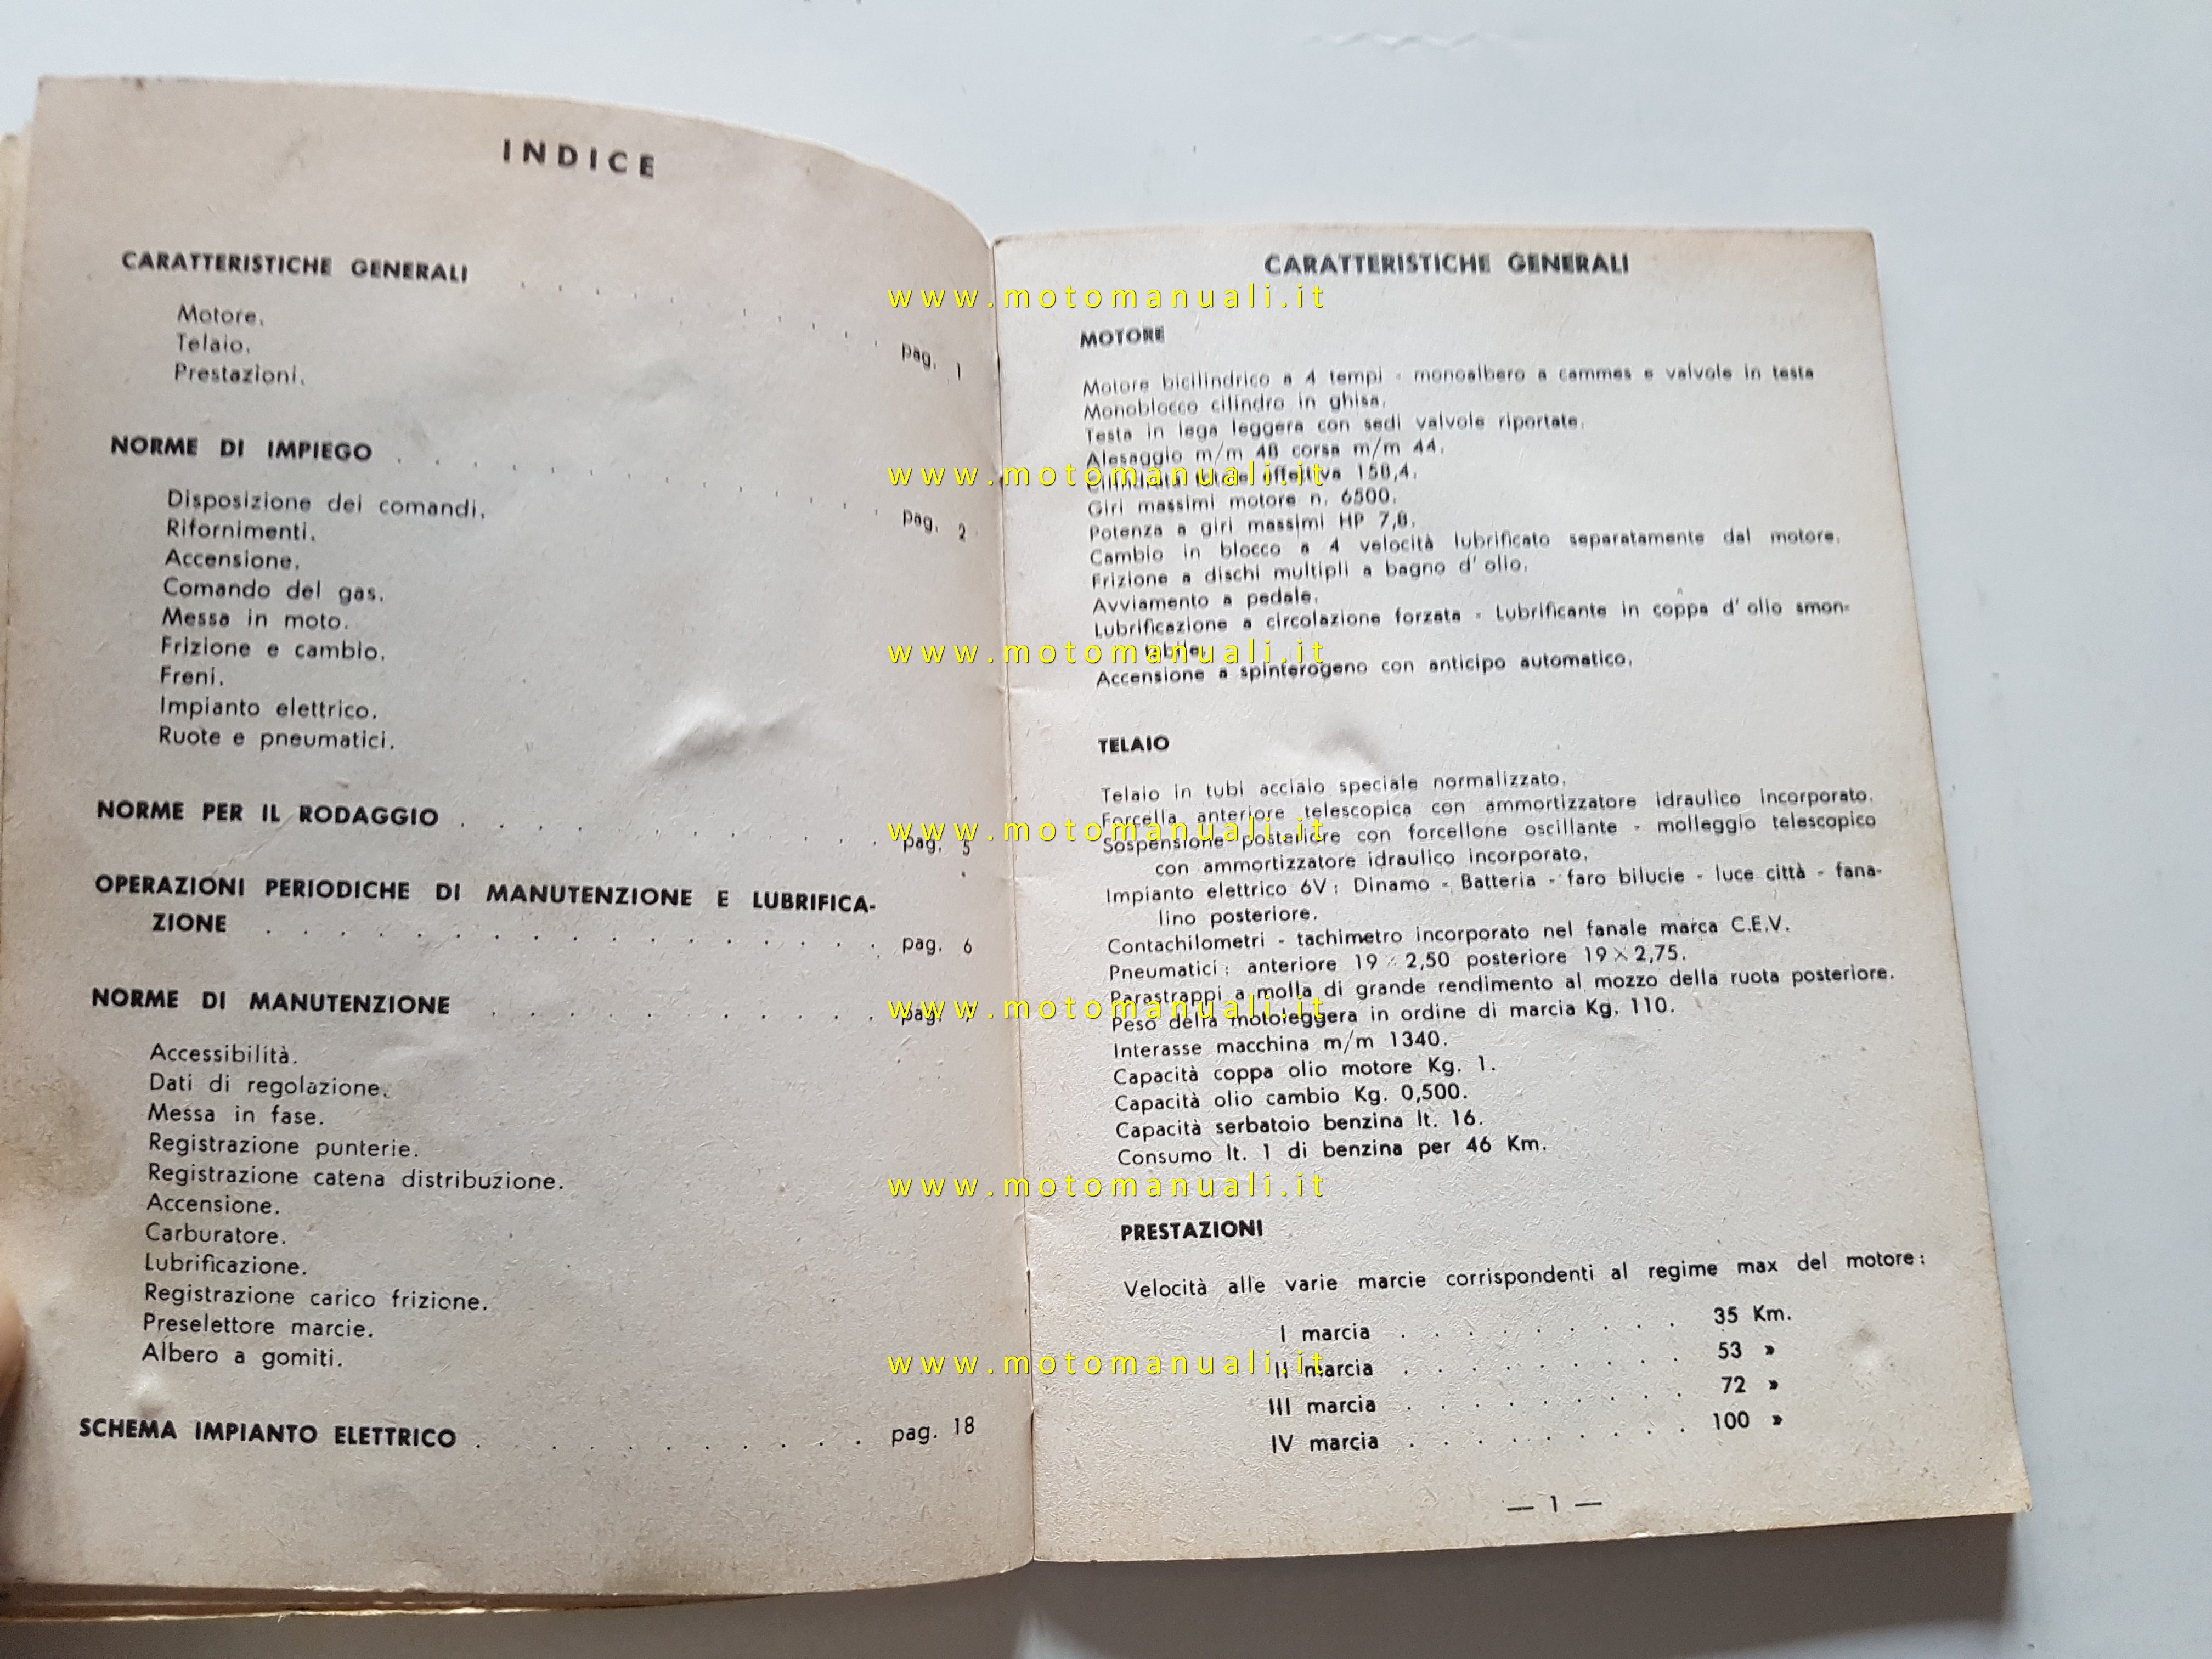 INDICE
CARATTERISTICHE GENERALI . . . . . . . . . . pag. 1
Motore.
Telaio.
Prestazioni.
NORME DI IMPIEGO . . . . . . . . . . . . pag. 2
Disposizione dei comandi.
Rifornimenti.
Accensione.
Comando del gas.
Messa in moto.
Frizione e cambio.
Freni.
Impianto elettrico.
Ruote e pneumatici.
NORME PER IL RODAGGIO . . . . . . . . . . pag. 5
OPERAZIONI PERIODICHE DI MANUTENZIONE E LUBRIFICA-
ZIONE . . . . . . . . . . . . . . . . . pag. 6
NORME DI MANUTENZIONE . . . . . . . . . . . pag. 7
Accessibilità.
Dati di regolazione.
Messa in fase.
Registrazione punterie.
Registrazione catena distribuzione.
Accensione.
Carburatore.
Lubrificazione.
Registrazione carico frizione.
Preselettore marcie.
Albero a gomiti.
SCHEMA IMPIANTO ELETTRICO . . . . . . . . . . . pag. 18
CARATTERISTICHE GENERALI
www.motomanuali.it
MOTORE
Motore bicilindrico a 4 tempi - monoalbero a cammes e valvole in testa
Monoblocco cilindro in ghisa.
Testa in lega leggera con sedi valvole riportate.
Alesaggio m/m 48 corsa m/m 44.
www.motomanuali.it
Cilindrata totale effettiva 158,4.
Giri massimi motore n. 6500.
Potenza a giri massimi HP 7,8.
Cambio in blocco a 4 velocità lubrificato separatamente dal motore.
Frizione a dischi multipli a bagno d'olio.
Avviamento a pedale.
Lubrificazione a circolazione forzata - Lubrificante in coppa d'olio smon-
tabile.
www.motomanuali.it
Accensione a spinterogeno con anticipo automatico.
TELAIO
Telaio in tubi acciaio speciale normalizzato.
Forcella anteriore telescopica con ammortizzatore idraulico incorporato.
www.motomanuali.it
Sospensione posteriore con forcellone oscillante - molleggio telescopico
con ammortizzatore idraulico incorporato.
Impianto elettrico 6V: Dinamo - Batteria - faro bilucie - luce città - fana-
lino posteriore.
Contachilometri - tachimetro incorporato nel fanale marca C.E.V.
Pneumatici: anteriore 19 × 2,50 posteriore 19 × 2,75.
Parastrappi a molla di grande rendimento al mozzo della ruota posteriore.
www.motomanuali.it
Peso della motoleggera in ordine di marcia Kg. 110.
Interasse macchina m/m 1340.
Capacità coppa olio motore Kg. 1.
Capacità olio cambio Kg. 0,500.
Capacità serbatoio benzina lt. 16.
Consumo lt. 1 di benzina per 46 Km.
www.motomanuali.it
PRESTAZIONI
Velocità alle varie marcie corrispondenti al regime max del motore:
I marcia . . . . . . . . . 35 Km.
II marcia . . . . . . . . . 53 »
www.motomanuali.it
III marcia . . . . . . . . . 72 »
IV marcia . . . . . . . . . 100 »
— 1 —